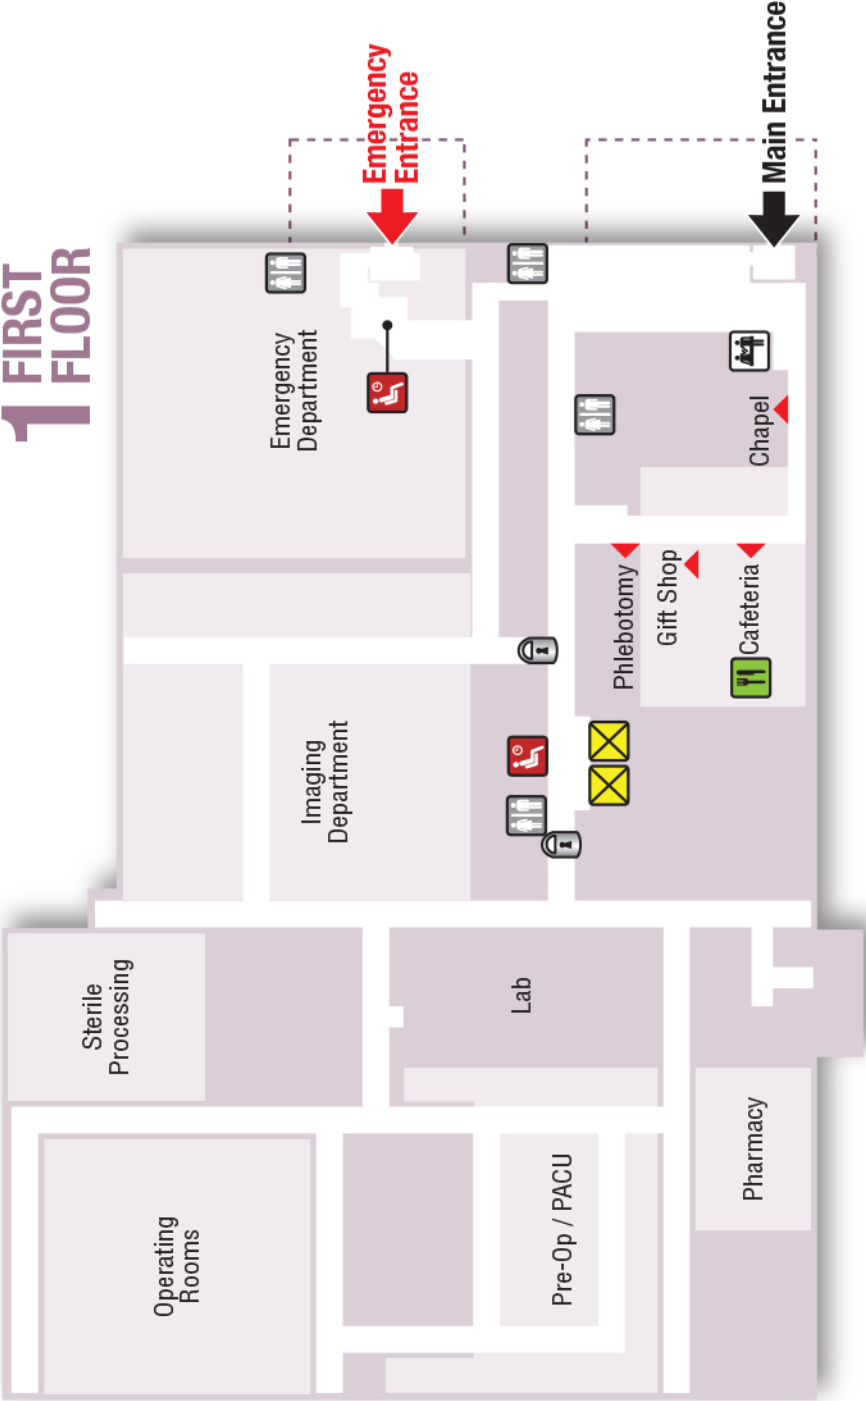 1 FIRST
FLOOR
Sterile
Processing
Operating
Rooms
Imaging
Department
Emergency
Department
Emergency
Entrance
Lab
Pre-Op / PACU
Phlebotomy
Gift Shop
Cafeteria
Chapel
Pharmacy
Main Entrance